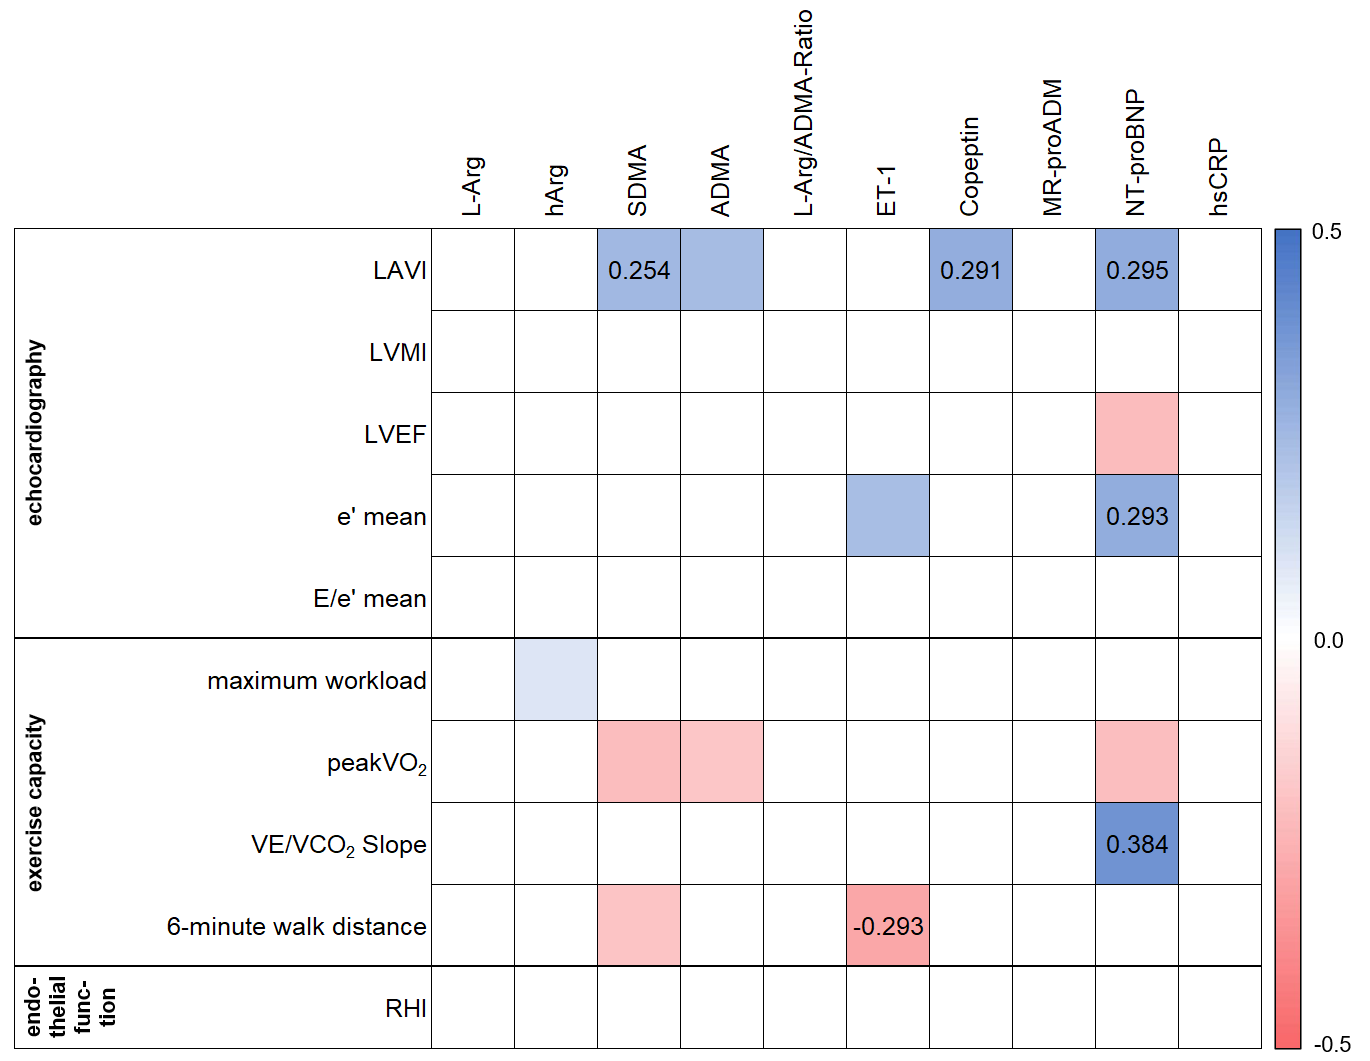 L-Arg
hArg
SDMA
ADMA
L-Arg/ADMA-Ratio
ET-1
Copeptin
MR-proADM
NT-proBNP
hsCRP
echocardiography
LAVI
0.254
0.291
0.295
LVMI
LVEF
e' mean
0.293
E/e' mean
exercise capacity
maximum workload
peakVO₂
VE/VCO₂ Slope
0.384
6-minute walk distance
-0.293
endo-
thelial
func-
tion
RHI
0.5
0.0
-0.5